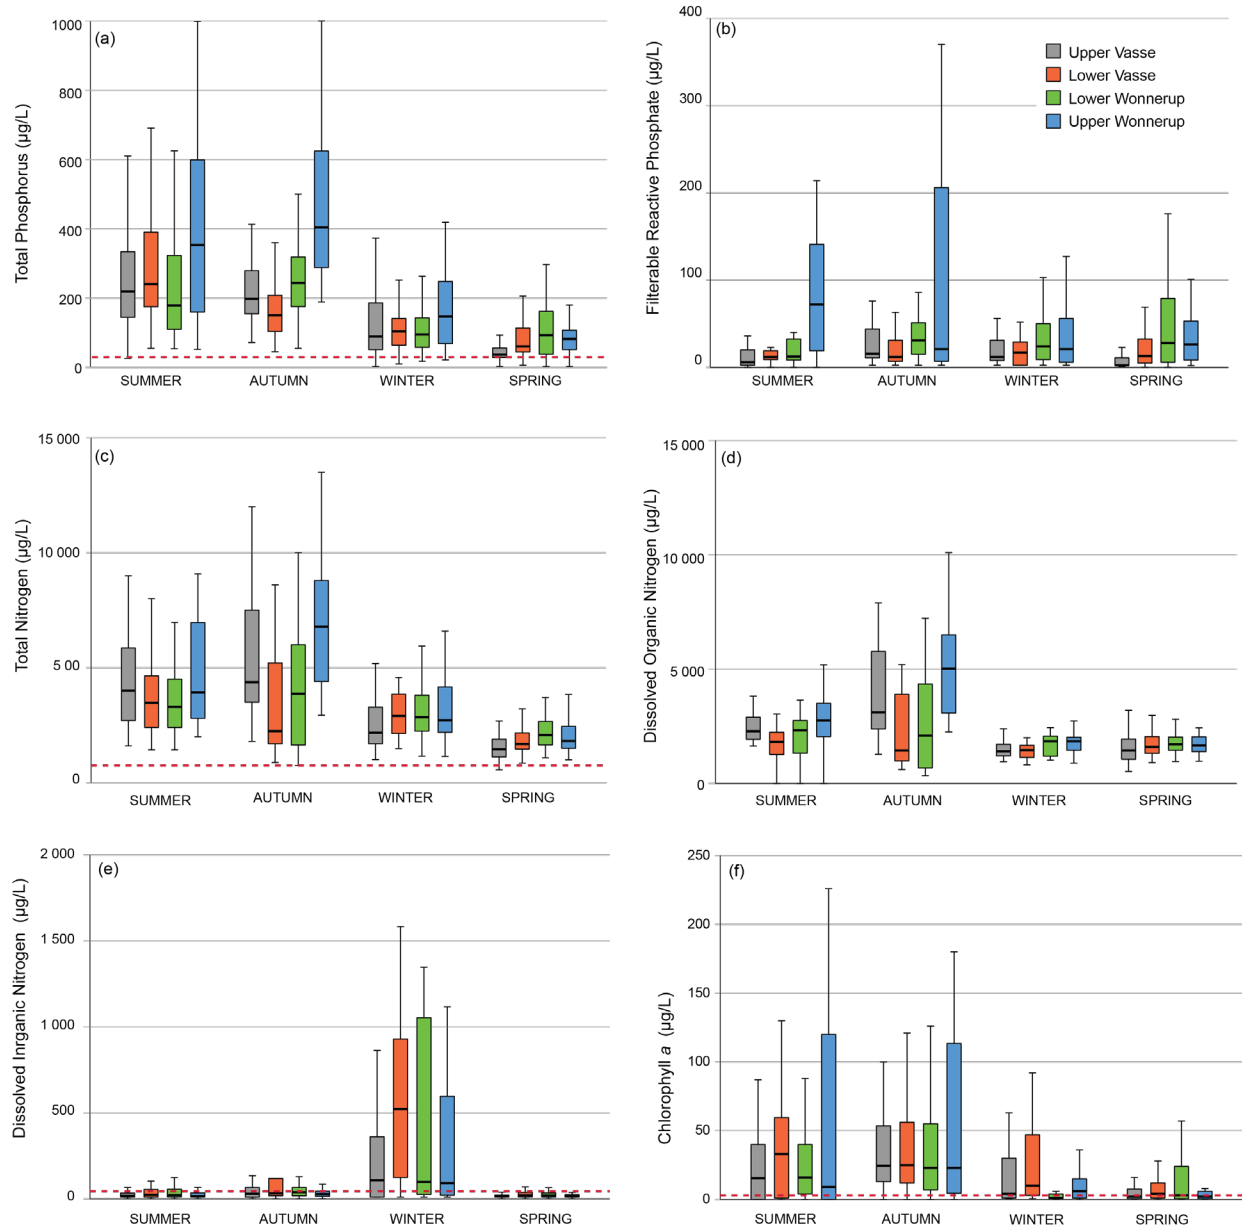 (a)
Total Phosphorus (µg/L)
1000
800
600
400
200
0
SUMMER AUTUMN WINTER SPRING
(b)
Filterable Reactive Phosphate (µg/L)
400
300
200
100
0
Upper Vasse
Lower Vasse
Lower Wonnerup
Upper Wonnerup
SUMMER AUTUMN WINTER SPRING
(c)
Total Nitrogen (µg/L)
15 000
10 000
5 00
0
SUMMER AUTUMN WINTER SPRING
(d)
Dissolved Organic Nitrogen (µg/L)
15 000
10 000
5 000
0
SUMMER AUTUMN WINTER SPRING
(e)
Dissolved Inrganic Nitrogen (µg/L)
2 000
1 500
1 000
500
0
SUMMER AUTUMN WINTER SPRING
(f)
Chlorophyll a (µg/L)
250
200
150
100
50
0
SUMMER AUTUMN WINTER SPRING